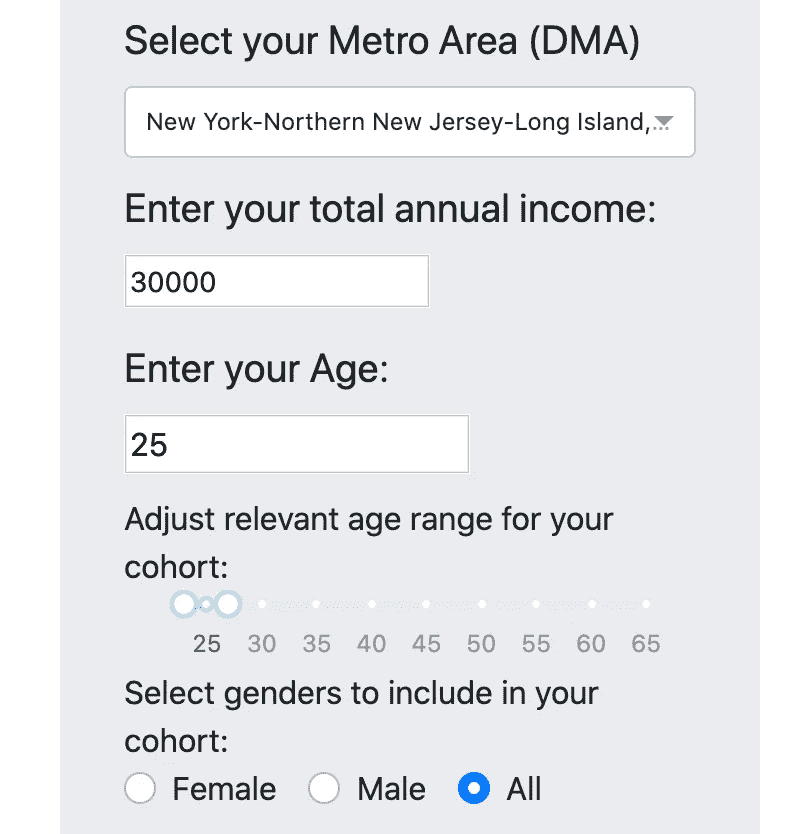 Select your Metro Area (DMA)
New York-Northern New Jersey-Long Island,...
Enter your total annual income:
30000
Enter your Age:
25
Adjust relevant age range for your
cohort:
25 30 35 40 45 50 55 60 65
Select genders to include in your
cohort:
Female Male All